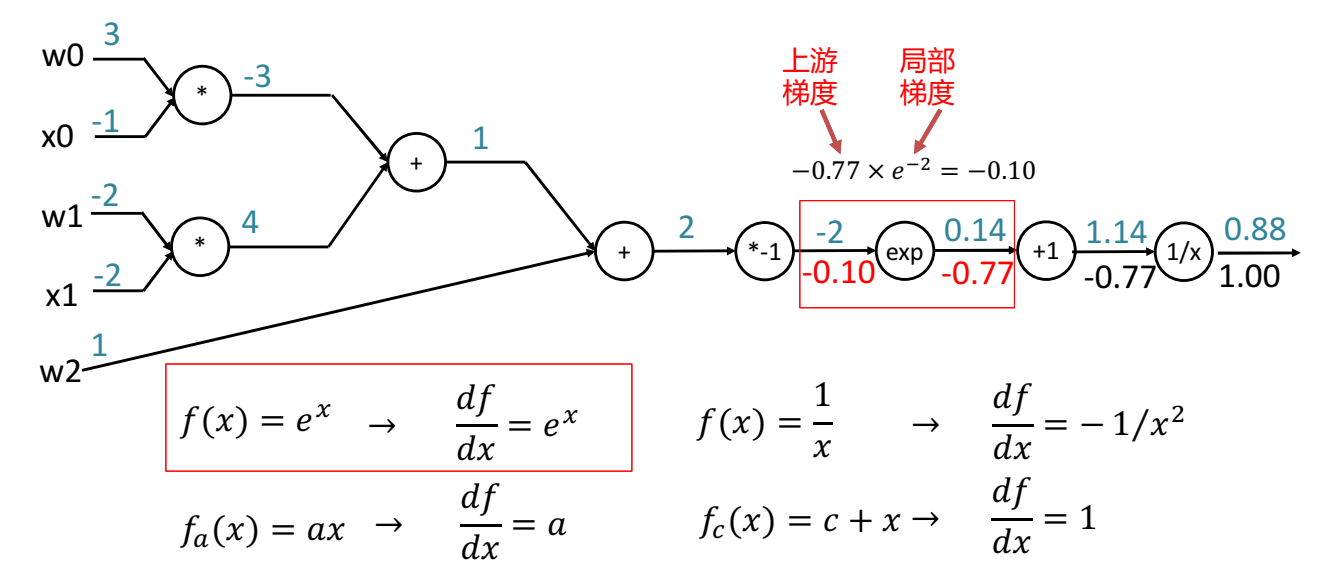 w0 3
* -3
x0 -1
+ 1
w1 -2
* 4
x1 -2
w2 1
上游
梯度
局部
梯度
−0.77 × e^{−2} = −0.10
+ 2 *-1 -2 exp 0.14 +1 1.14 1/x 0.88
-0.10 -0.77 -0.77 1.00
f(x) = e^x → df/dx = e^x
f(x) = 1/x → df/dx = − 1/x^2
f_a(x) = ax → df/dx = a
f_c(x) = c + x → df/dx = 1